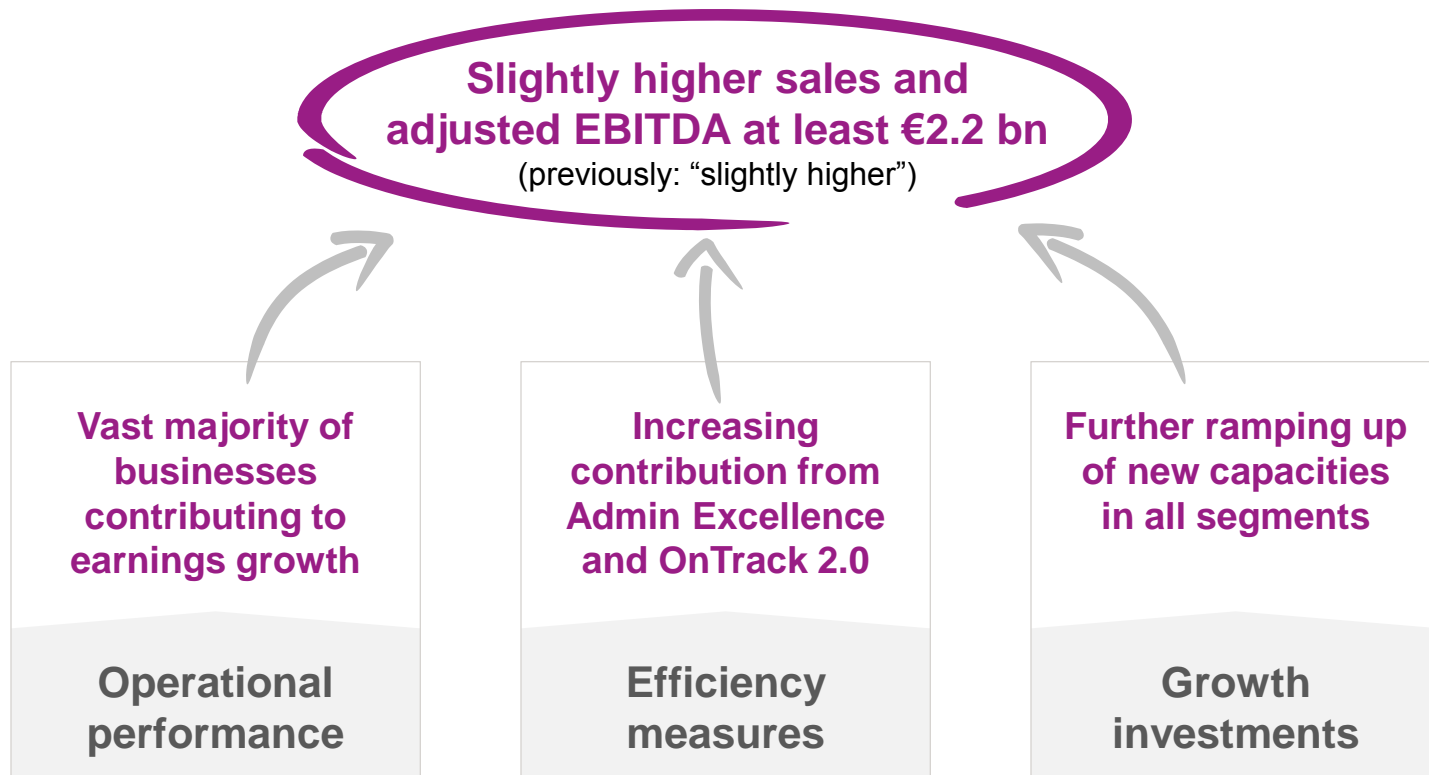 Slightly higher sales and
adjusted EBITDA at least €2.2 bn
(previously: “slightly higher”)
Vast majority of
businesses
contributing to
earnings growth
Operational
performance
Increasing
contribution from
Admin Excellence
and OnTrack 2.0
Efficiency
measures
Further ramping up
of new capacities
in all segments
Growth
investments